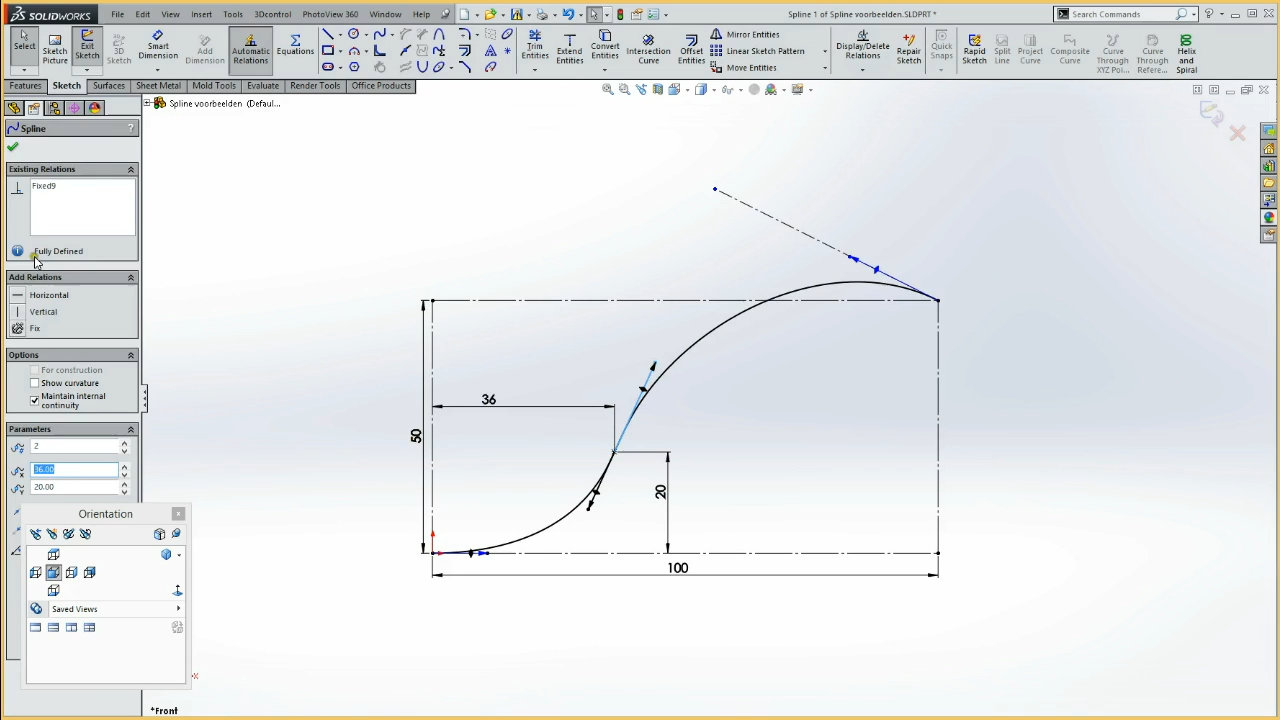 SOLIDWORKS File Edit View Insert Tools 3Dcontrol PhotoView 360 Window Help Spline 1 of Spline voorbeelden.SLDPRT * Search Commands
Select Sketch Picture Exit Sketch 3D Sketch Smart Dimension Add Dimension Automatic Relations Equations Trim Entities Extend Entities Convert Entities Intersection Curve Offset Entities Mirror Entities Linear Sketch Pattern Move Entities Display/Delete Relations Repair Sketch Quick Snaps Rapid Sketch Split Line Project Curve Composite Curve Curve Through XYZ Poi... Curve Through Refere... Helix and Spiral
Features Sketch Surfaces Sheet Metal Mold Tools Evaluate Render Tools Office Products
Spline voorbeelden (Defaul...
Spline ?
Existing Relations
Fixed9
Fully Defined
Add Relations
Horizontal
Vertical
Fix
Options
For construction
Show curvature
Maintain internal
continuity
Parameters
2
36.00
20.00
Orientation
Saved Views
36
50
20
100
*Front